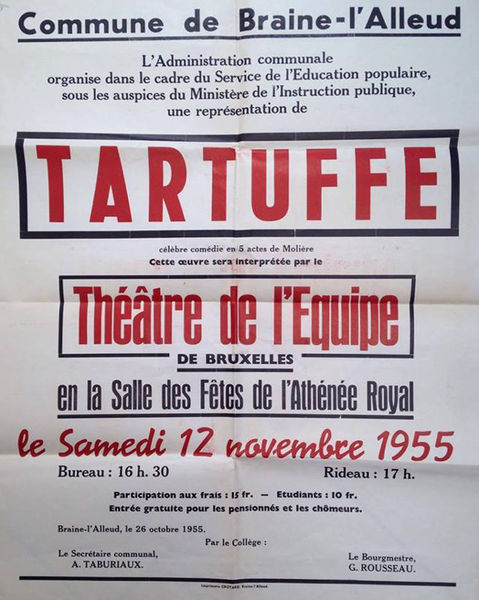 Commune de Braine-l'Alleud
L'Administration communale
organise dans le cadre du Service de l'Education populaire,
sous les auspices du Ministère de l'Instruction publique,
une représentation de
TARTUFFE
célèbre comédie en 5 actes de Molière
Cette œuvre sera interprétée par le
Théâtre de l'Equipe
DE BRUXELLES
en la Salle des Fêtes de l'Athénée Royal
le Samedi 12 novembre 1955
Bureau : 16 h. 30 Rideau : 17 h.
Participation aux frais : 15 fr. — Etudiants : 10 fr.
Entrée gratuite pour les pensionnés et les chômeurs.
Braine-l'Alleud, le 26 octobre 1955.
Par le Collège :
Le Secrétaire communal, Le Bourgmestre,
A. TABURIAUX. G. ROUSSEAU.
Imprimerie Braine-l'Alleud